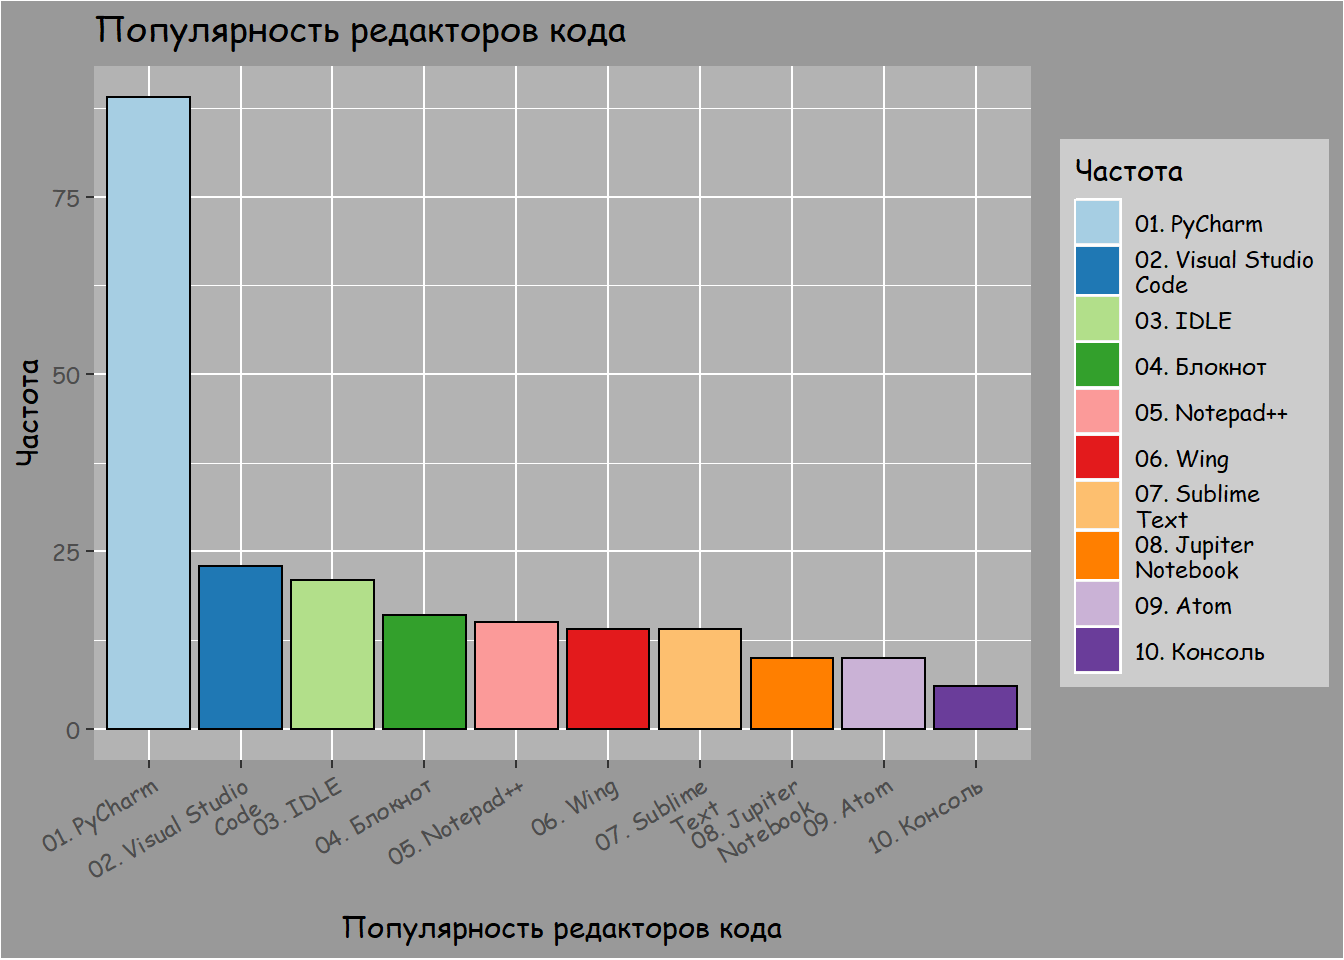 Популярность редакторов кода
Частота
75
50
25
0
01. PyCharm
02. Visual Studio
Code
03. IDLE
04. Блокнот
05. Notepad++
06. Wing
07. Sublime
Text
08. Jupiter
Notebook
09. Atom
10. Консоль
Популярность редакторов кода
Частота
01. PyCharm
02. Visual Studio
Code
03. IDLE
04. Блокнот
05. Notepad++
06. Wing
07. Sublime
Text
08. Jupiter
Notebook
09. Atom
10. Консоль